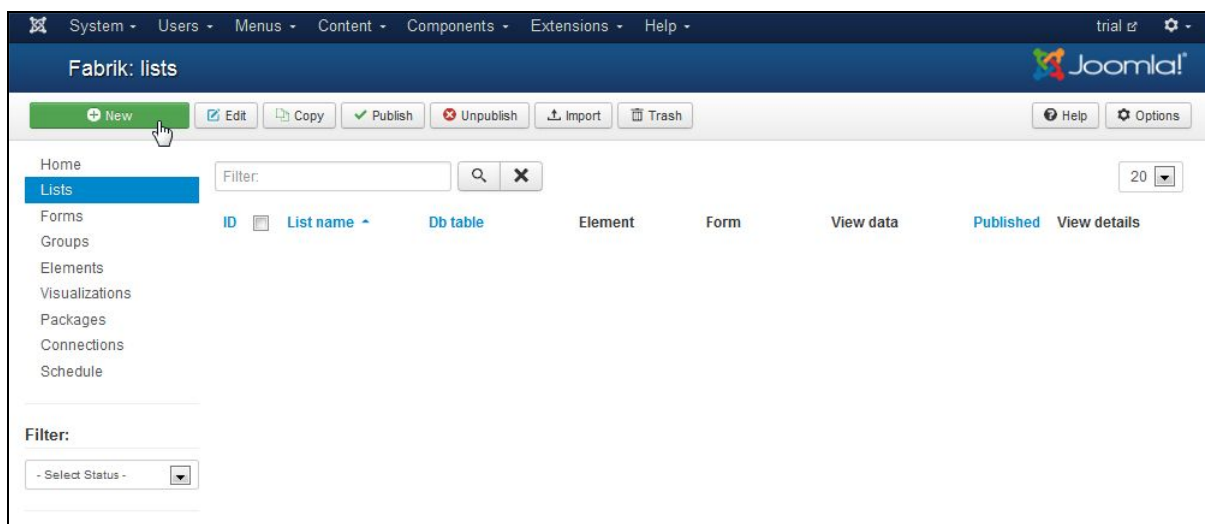 System Users Menus Content Components Extensions Help trial
Fabrik: lists Joomla!®
New Edit Copy Publish Unpublish Import Trash Help Options
Home
Lists
Forms
Groups
Elements
Visualizations
Packages
Connections
Schedule
Filter:
- Select Status -
Filter: 20
ID List name Db table Element Form View data Published View details